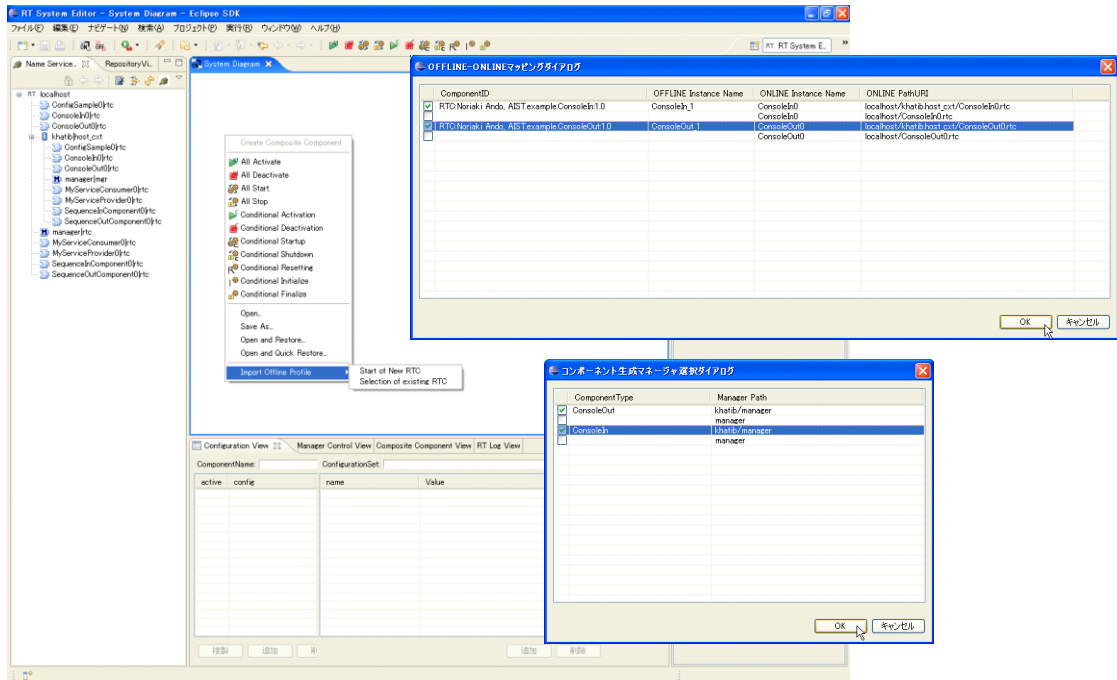 RT System Editor - System Diagram - Eclipse SDK
ファイル(F) 編集(E) ナビゲート(N) 検索(A) プロジェクト(P) 実行(R) ウィンドウ(W) ヘルプ(H)
RT RT System E..
Name Service..
RepositoryVi..
System Diagram
RT localhost
ConfigSample0|rtc
ConsoleIn0|rtc
ConsoleOut0|rtc
khatib|host_cxt
ConfigSample0|rtc
ConsoleIn0|rtc
ConsoleOut0|rtc
manager|mgr
MyServiceConsumer0|rtc
MyServiceProvider0|rtc
SequenceInComponent0|rtc
SequenceOutComponent0|rtc
manager|rtc
MyServiceConsumer0|rtc
MyServiceProvider0|rtc
SequenceInComponent0|rtc
SequenceOutComponent0|rtc
Create Composite Component
All Activate
All Deactivate
All Start
All Stop
Conditional Activation
Conditional Deactivation
Conditional Startup
Conditional Shutdown
Conditional Resetting
Conditional Initialize
Conditional Finalize
Open..
Save As..
Open and Restore..
Open and Quick Restore..
Import Offline Profile
Start of New RTC
Selection of existing RTC
OFFLINE-ONLINEマッピングダイアログ
ComponentID OFFLINE Instance Name ONLINE Instance Name ONLINE PathURI
RTC:Noriaki Ando, AIST.example.ConsoleIn:1.0 ConsoleIn_1 ConsoleIn0 localhost/khatib|host_cxt/ConsoleIn0.rtc
ConsoleIn0 localhost/ConsoleIn0.rtc
RTC:Noriaki Ando, AIST.example.ConsoleOut:1.0 ConsoleOut_1 ConsoleOut0 localhost/khatib|host_cxt/ConsoleOut0.rtc
ConsoleOut0 localhost/ConsoleOut0.rtc
OK キャンセル
コンポーネント生成マネージャ選択ダイアログ
ComponentType Manager Path
ConsoleOut khatib/manager
manager
ConsoleIn khatib/manager
manager
OK キャンセル
Configuration View Manager Control View Composite Component View RT Log View
ComponentName: ConfigurationSet:
active config name Value
複製 追加 追加 削除